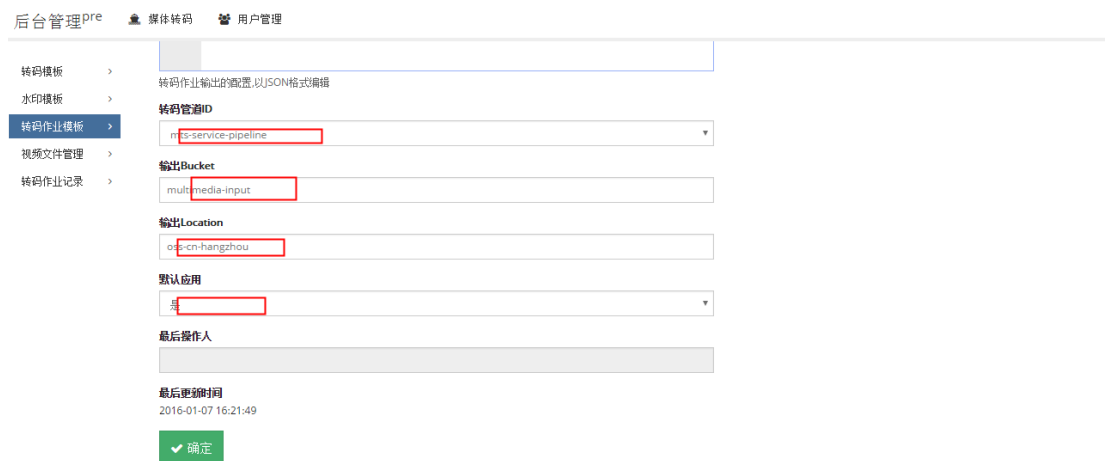 后台管理pre
媒体转码
用户管理
转码模板
水印模板
转码作业模板
视频文件管理
转码作业记录
转码作业输出的配置,以JSON格式编辑
转码管道ID
mts-service-pipeline
输出Bucket
multimedia-input
输出Location
oss-cn-hangzhou
默认应用
是
最后操作人
最后更新时间
2016-01-07 16:21:49
确定